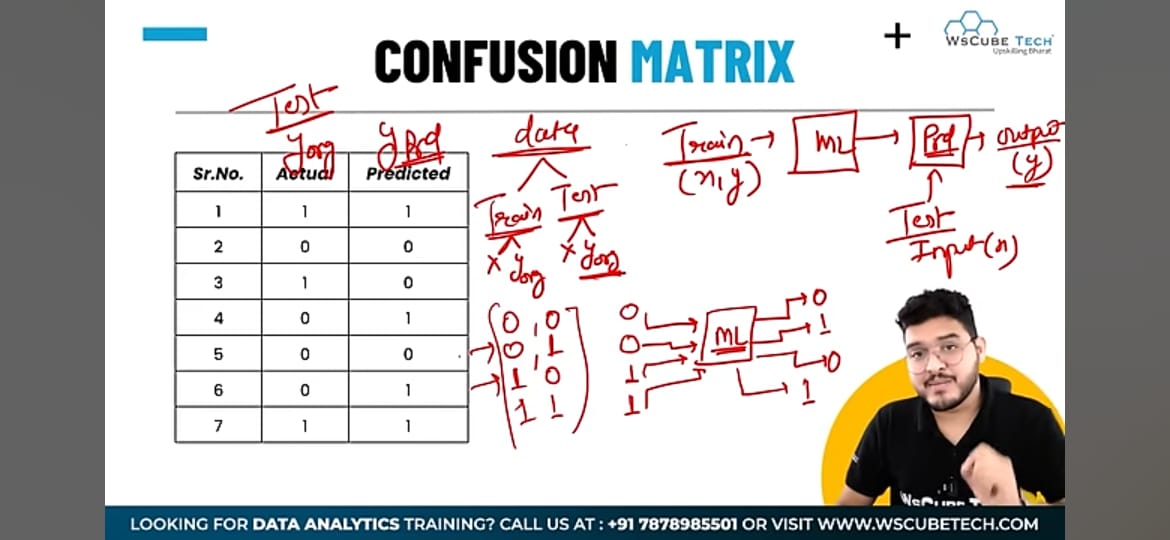 +
WsCube Tech
Upskilling Bharat
CONFUSION MATRIX
Test
yorg yPrd
Sr.No. Actual Predicted
1 1 1
2 0 0
3 1 0
4 0 1
5 0 0
6 0 1
7 1 1
data
Train Test
x yorg x yorg
Train → ML → Prd → output
(x, y) (y)
Test
Input(x)
0 , 0
→ 0 , 1
→ 1 0
1 1
0
0
1
1
ML
0
1
0
1
WsCube T
LOOKING FOR DATA ANALYTICS TRAINING? CALL US AT : +91 7878985501 OR VISIT WWW.WSCUBETECH.COM